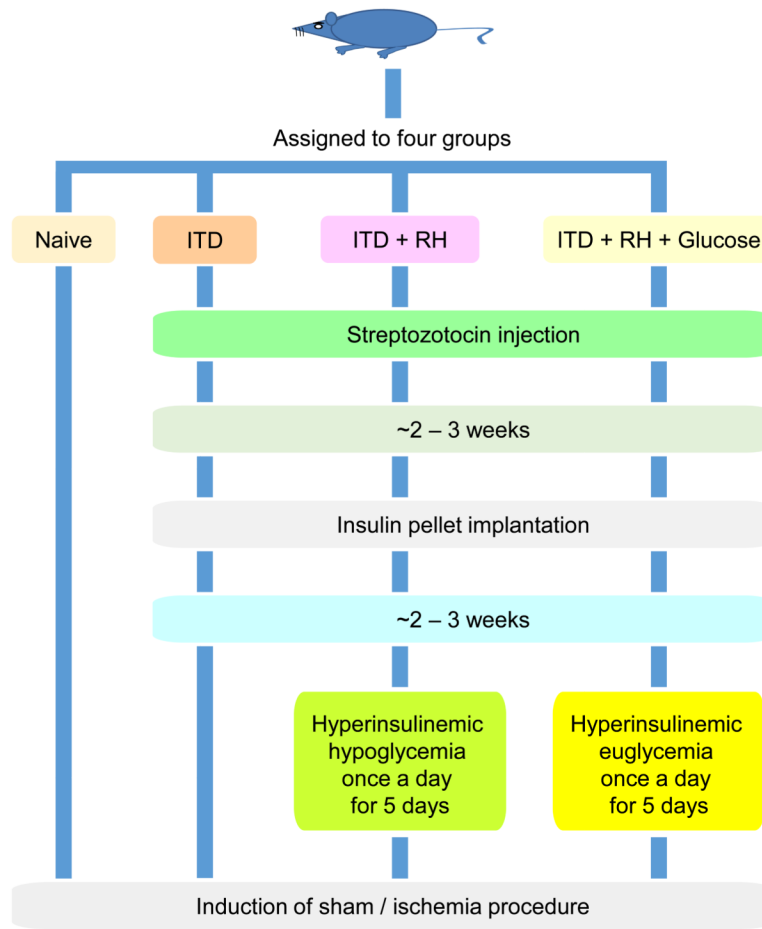 Assigned to four groups
Naive
ITD
ITD + RH
ITD + RH + Glucose
Streptozotocin injection
~2 – 3 weeks
Insulin pellet implantation
~2 – 3 weeks
Hyperinsulinemic
hypoglycemia
once a day
for 5 days
Hyperinsulinemic
euglycemia
once a day
for 5 days
Induction of sham / ischemia procedure